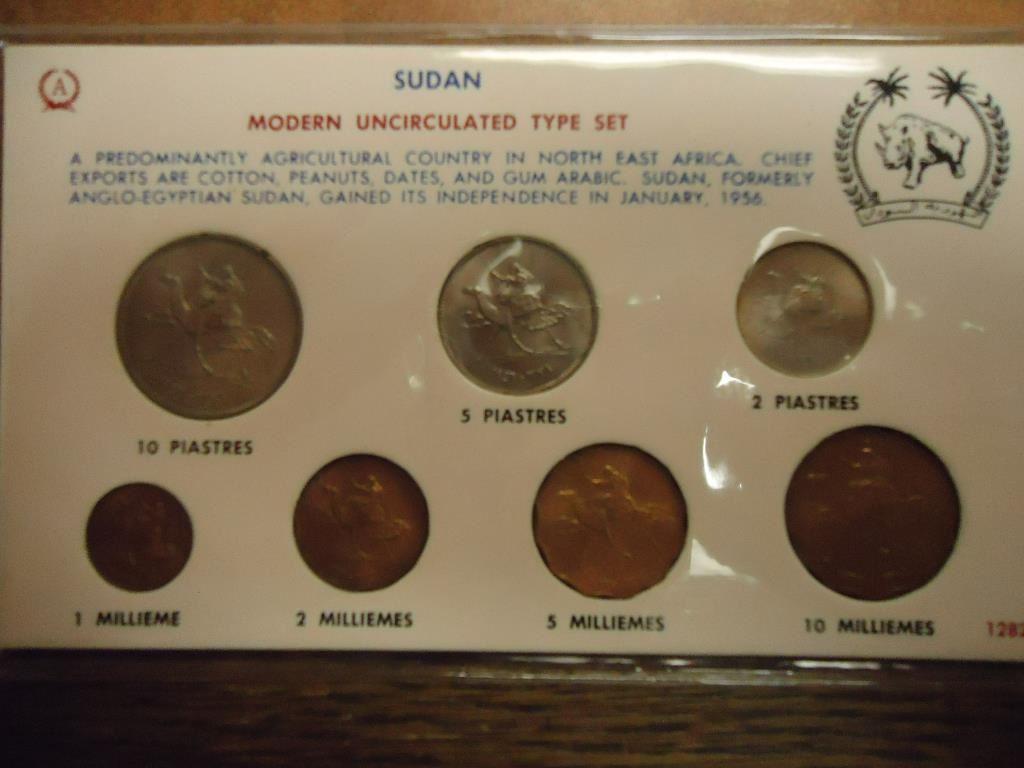 A
SUDAN
MODERN UNCIRCULATED TYPE SET
A PREDOMINANTLY AGRICULTURAL COUNTRY IN NORTH EAST AFRICA. CHIEF
EXPORTS ARE COTTON, PEANUTS, DATES, AND GUM ARABIC. SUDAN, FORMERLY
ANGLO-EGYPTIAN SUDAN, GAINED ITS INDEPENDENCE IN JANUARY, 1956.
جمهورية السودان
10 PIASTRES
5 PIASTRES
2 PIASTRES
1 MILLIEME
2 MILLIEMES
5 MILLIEMES
10 MILLIEMES
1282